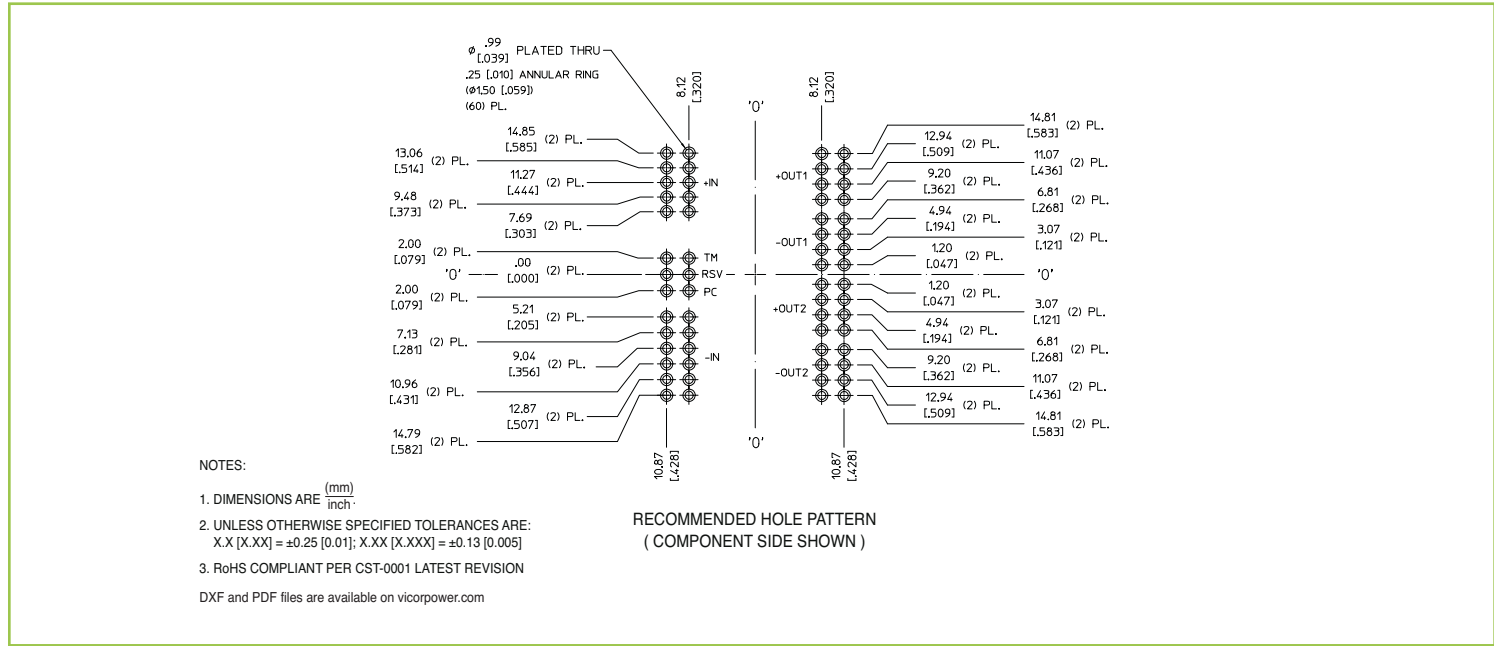 ø .99 PLATED THRU
[.039]
.25 [.010] ANNULAR RING
(ø1.50 [.059])
(60) PL.
8.12
[.320]
'0'
8.12
[.320]
14.85
[.585] (2) PL.
13.06
[.514] (2) PL.
11.27
[.444] (2) PL.
9.48
[.373] (2) PL.
7.69
[.303] (2) PL.
2.00
[.079] (2) PL.
'0'
.00
[.000] (2) PL.
2.00
[.079] (2) PL.
5.21
[.205] (2) PL.
7.13
[.281] (2) PL.
9.04
[.356] (2) PL.
10.96
[.431] (2) PL.
12.87
[.507] (2) PL.
14.79
[.582] (2) PL.
+IN
TM
RSV
PC
-IN
+OUT1
-OUT1
+OUT2
-OUT2
14.81
[.583] (2) PL.
12.94
[.509] (2) PL.
11.07
[.436] (2) PL.
9.20
[.362] (2) PL.
6.81
[.268] (2) PL.
4.94
[.194] (2) PL.
3.07
[.121] (2) PL.
1.20
[.047] (2) PL.
'0'
1.20
[.047] (2) PL.
3.07
[.121] (2) PL.
4.94
[.194] (2) PL.
6.81
[.268] (2) PL.
9.20
[.362] (2) PL.
11.07
[.436] (2) PL.
12.94
[.509] (2) PL.
14.81
[.583] (2) PL.
10.87
[.428]
'0'
10.87
[.428]
RECOMMENDED HOLE PATTERN
( COMPONENT SIDE SHOWN )
NOTES:
1. DIMENSIONS ARE (mm)
inch .
2. UNLESS OTHERWISE SPECIFIED TOLERANCES ARE:
X.X [X.XX] = ±0.25 [0.01]; X.XX [X.XXX] = ±0.13 [0.005]
3. RoHS COMPLIANT PER CST-0001 LATEST REVISION
DXF and PDF files are available on vicorpower.com